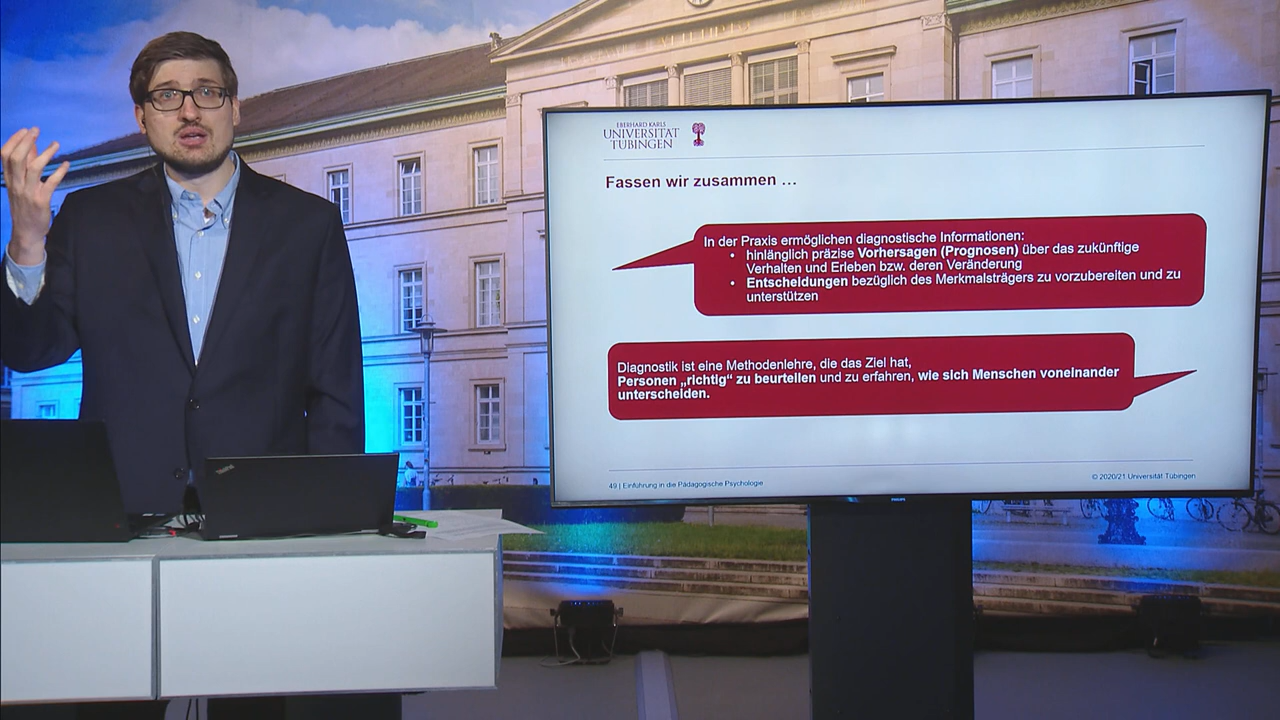 EBERHARD KARLS
UNIVERSITÄT
TÜBINGEN
Fassen wir zusammen …
In der Praxis ermöglichen diagnostische Informationen:
• hinlänglich präzise Vorhersagen (Prognosen) über das zukünftige
Verhalten und Erleben bzw. deren Veränderung
• Entscheidungen bezüglich des Merkmalsträgers zu vorzubereiten und zu
unterstützen
Diagnostik ist eine Methodenlehre, die das Ziel hat,
Personen „richtig“ zu beurteilen und zu erfahren, wie sich Menschen voneinander
unterscheiden.
49 | Einführung in die Pädagogische Psychologie
© 2020/21 Universität Tübingen
PHILIPS
ThinkPad